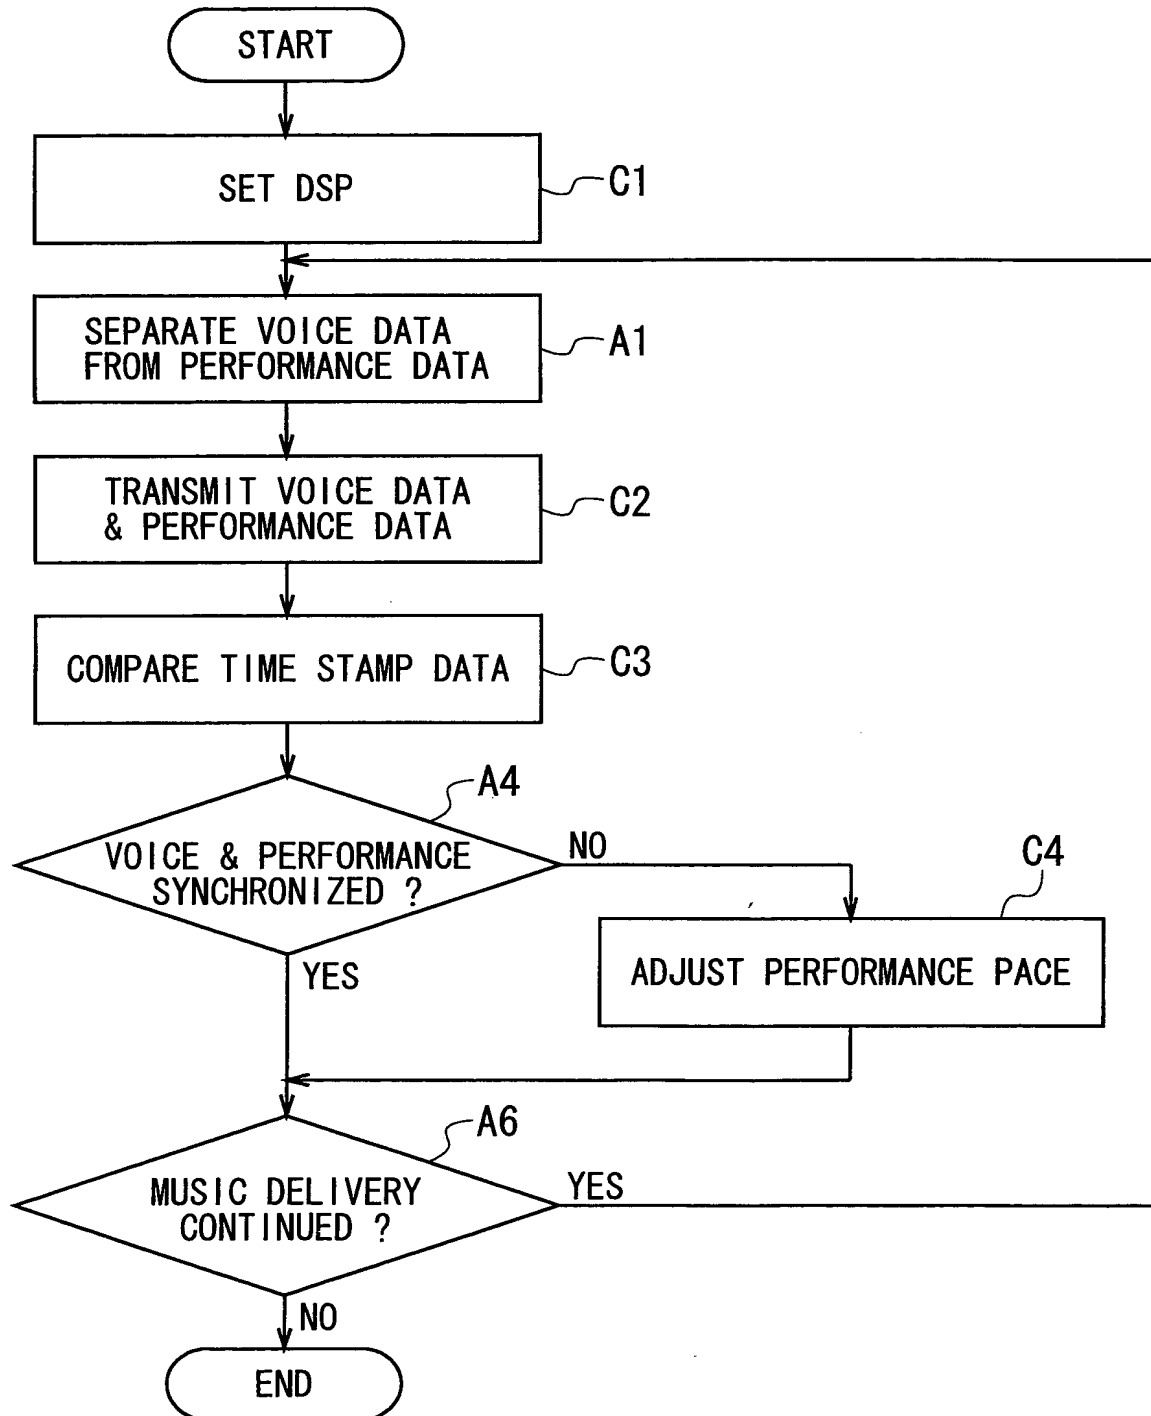 START
SET DSP
C1
SEPARATE VOICE DATA
FROM PERFORMANCE DATA
A1
TRANSMIT VOICE DATA
& PERFORMANCE DATA
C2
COMPARE TIME STAMP DATA
C3
A4
VOICE & PERFORMANCE
SYNCHRONIZED ?
NO
YES
C4
ADJUST PERFORMANCE PACE
A6
MUSIC DELIVERY
CONTINUED ?
YES
NO
END